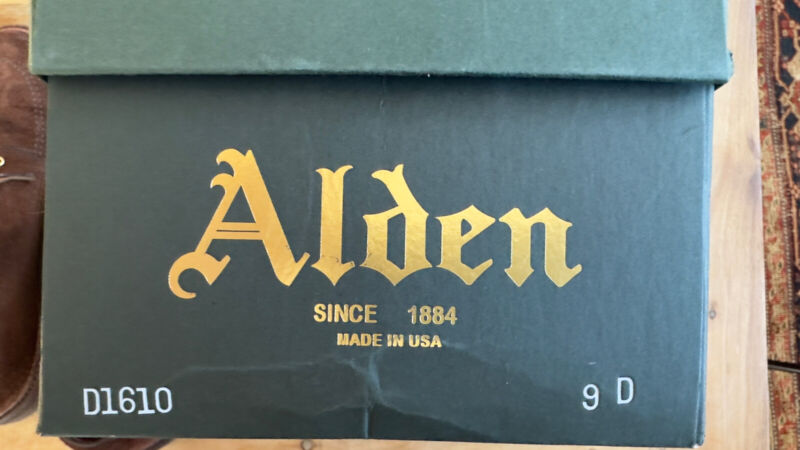 Alden
SINCE 1884
MADE IN USA
D1610 9 D